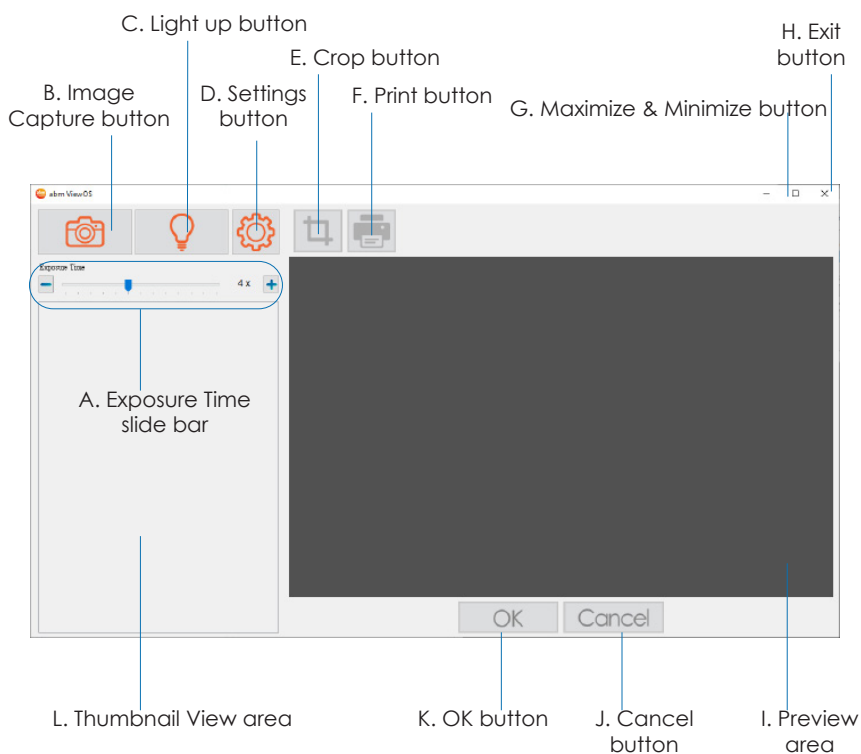 C. Light up button
H. Exit
button
E. Crop button
B. Image
Capture button
D. Settings
button
F. Print button
G. Maximize & Minimize button
abm ViewOS
Exposure Time
4 x
A. Exposure Time
slide bar
OK
Cancel
L. Thumbnail View area
K. OK button
J. Cancel
button
I. Preview
area